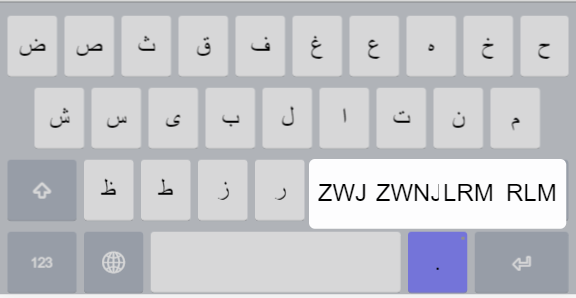 ح خ ه ع غ ف ق ث ص ض
م ن ت ا ل ب ی س ش
ر ز ط ظ
ZWJ ZWNJ LRM RLM
123 .